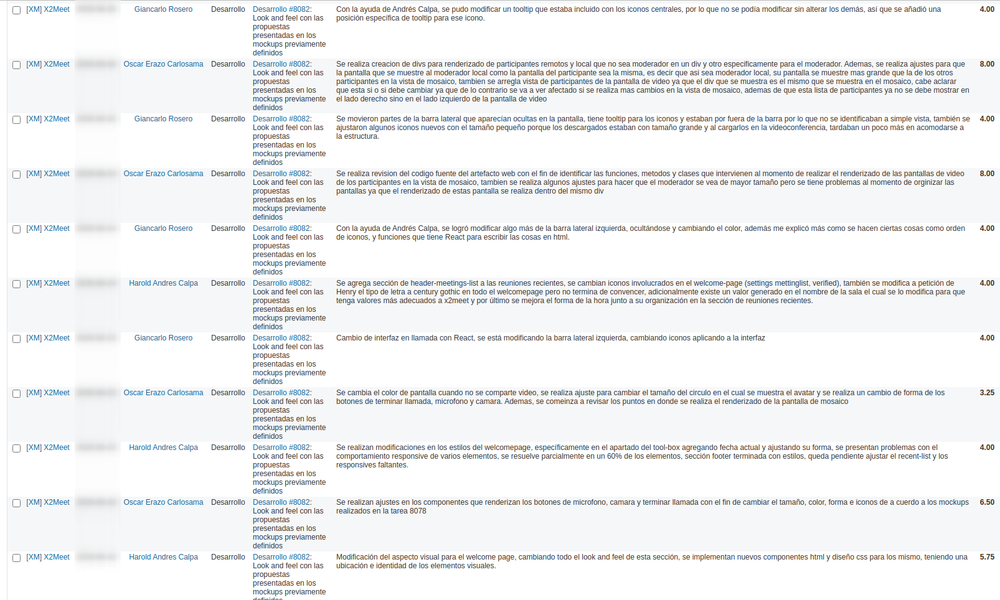 [XM] X2Meet Giancarlo Rosero Desarrollo Desarrollo #8082: Con la ayuda de Andrés Calpa, se pudo modificar un tooltip que estaba incluido con los iconos centrales, por lo que no se podía modificar sin alterar los demás, así que se añadió una 4.00
Look and feel con las posición específica de tooltip para ese icono.
propuestas
presentadas en los
mockups previamente
definidos
[XM] X2Meet Oscar Erazo Carlosama Desarrollo Desarrollo #8082: Se realiza creacion de divs para renderizado de participantes remotos y local que no sea moderador en un div y otro especificamente para el moderador. Ademas, se realiza ajustes para que 8.00
Look and feel con las la pantalla que se muestre al moderador local como la pantalla del participante sea la misma, es decir que asi sea moderador local, su pantalla se muestre mas grande que la de los otros
propuestas participantes en la vista de mosaico, tambien se arregla vista de participantes de la pantalla de video ya que el div que se muestra es el mismo que se muestra en el mosaico, cabe aclarar
presentadas en los que esta si o si debe cambiar ya que de lo contrario se va a ver afectado si se realiza mas cambios en la vista de mosaico, ademas de que esta lista de participantes ya no se debe mostrar en
mockups previamente el lado derecho sino en el lado izquierdo de la pantalla de video
definidos
[XM] X2Meet Giancarlo Rosero Desarrollo Desarrollo #8082: Se movieron partes de la barra lateral que aparecían ocultas en la pantalla, tiene tooltip para los iconos y estaban por fuera de la barra por lo que no se identificaban a simple vista, también se 4.00
Look and feel con las ajustaron algunos iconos nuevos con el tamaño pequeño porque los descargados estaban con tamaño grande y al cargarlos en la videoconferencia, tardaban un poco más en acomodarse a
propuestas la estructura.
presentadas en los
mockups previamente
definidos
[XM] X2Meet Oscar Erazo Carlosama Desarrollo Desarrollo #8082: Se realiza revision del codigo fuente del artefacto web con el fin de identificar las funciones, metodos y clases que intervienen al momento de realizar el renderizado de las pantallas de video 8.00
Look and feel con las de los participantes en la vista de mosaico, tambien se realiza algunos ajustes para hacer que el moderador se vea de mayor tamaño pero se tiene problemas al momento de orginizar las
propuestas pantallas ya que el renderizado de estas pantalla se realiza dentro del mismo div
presentadas en los
mockups previamente
definidos
[XM] X2Meet Giancarlo Rosero Desarrollo Desarrollo #8082: Con la ayuda de Andrés Calpa, se logró modificar algo más de la barra lateral izquierda, ocultándose y cambiando el color, además me explicó más como se hacen ciertas cosas como orden 4.00
Look and feel con las de iconos, y funciones que tiene React para escribir las cosas en html.
propuestas
presentadas en los
mockups previamente
definidos
[XM] X2Meet Harold Andres Calpa Desarrollo Desarrollo #8082: Se agrega sección de header-meetings-list a las reuniones recientes, se cambian iconos involucrados en el welcome-page (settings mettinglist, verified), también se modifica a petición de 4.00
Look and feel con las Henry el tipo de letra a century gothic en todo el welcomepage pero no termina de convencer, adicionalmente existe un valor generado en el nombre de la sala el cual se lo modifica para que
propuestas tenga valores más adecuados a x2meet y por último se mejora el forma de la hora junto a su organización en la sección de reuniones recientes.
presentadas en los
mockups previamente
definidos
[XM] X2Meet Giancarlo Rosero Desarrollo Desarrollo #8082: Cambio de interfaz en llamada con React, se está modificando la barra lateral izquierda, cambiando iconos aplicando a la interfaz 4.00
Look and feel con las
propuestas
presentadas en los
mockups previamente
definidos
[XM] X2Meet Oscar Erazo Carlosama Desarrollo Desarrollo #8082: Se cambia el color de pantalla cuando no se comparte video, se realiza ajuste para cambiar el tamaño del circulo en el cual se muestra el avatar y se realiza un cambio de forma de los 3.25
Look and feel con las botones de terminar llamada, microfono y camara. Ademas, se comeinza a revisar los puntos en donde se realiza el renderizado de la pantalla de mosaico
propuestas
presentadas en los
mockups previamente
definidos
[XM] X2Meet Harold Andres Calpa Desarrollo Desarrollo #8082: Se realizan modificaciones en los estilos del welcomepage, específicamente en el apartado del tool-box agregando fecha actual y ajustando su forma, se presentan problemas con el 4.00
Look and feel con las comportamiento responsive de varios elementos, se resuelve parcialmente en un 60% de los elementos, sección footer terminada con estilos, queda pendiente ajustar el recent-list y los
propuestas responsives faltantes.
presentadas en los
mockups previamente
definidos
[XM] X2Meet Oscar Erazo Carlosama Desarrollo Desarrollo #8082: Se realizan ajustes en los componentes que renderizan los botones de microfono, camara y terminar llamada con el fin de cambiar el tamaño, color, forma e iconos de a cuerdo a los mockups 6.50
Look and feel con las realizados en la tarea 8078
propuestas
presentadas en los
mockups previamente
definidos
[XM] X2Meet Harold Andres Calpa Desarrollo Desarrollo #8082: Modificación del aspecto visual para el welcome page, cambiando todo el look and feel de esta sección, se implementan nuevos componentes html y diseño css para los mismo, teniendo una 5.75
Look and feel con las ubicación e identidad de los elementos visuales.
propuestas
presentadas en los
mockups previamente
definidos